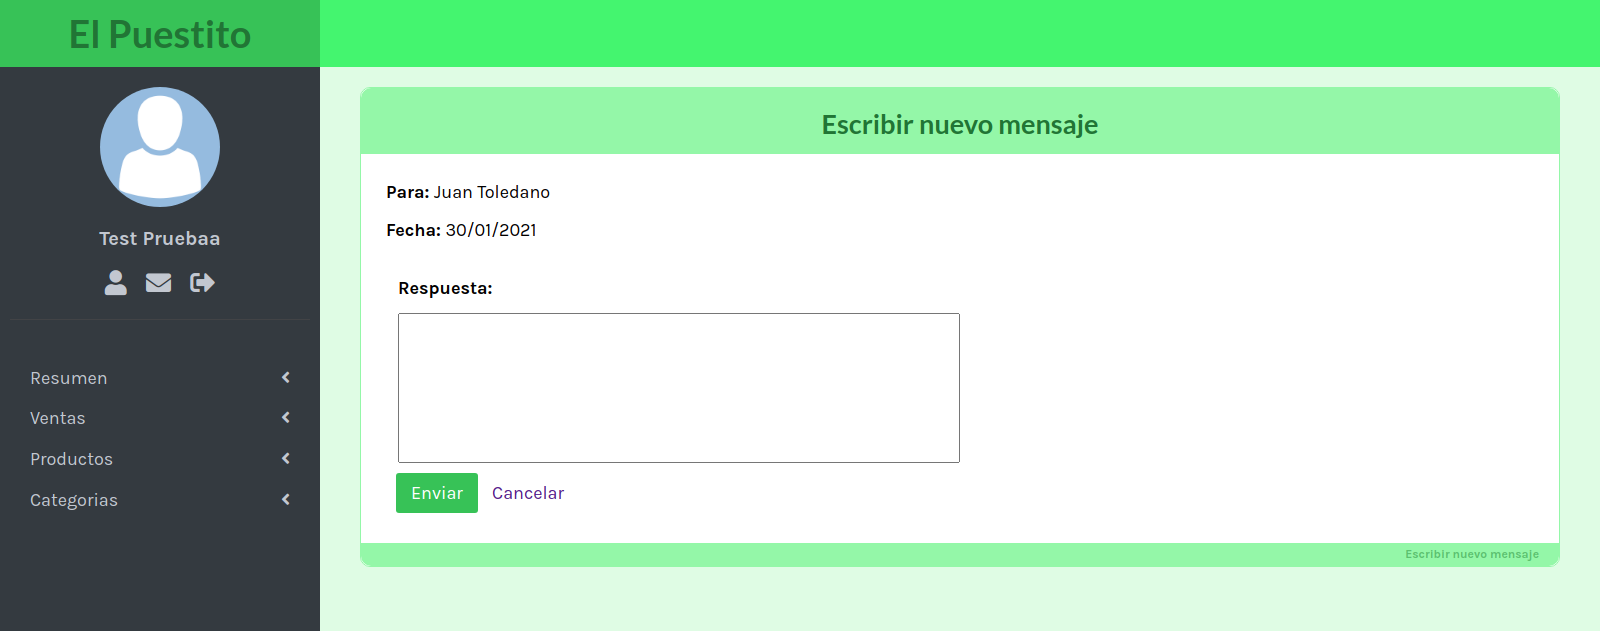 El Puestito
Test Pruebaa
Resumen
Ventas
Productos
Categorias
Escribir nuevo mensaje
Para: Juan Toledano
Fecha: 30/01/2021
Respuesta:
Enviar Cancelar
Escribir nuevo mensaje